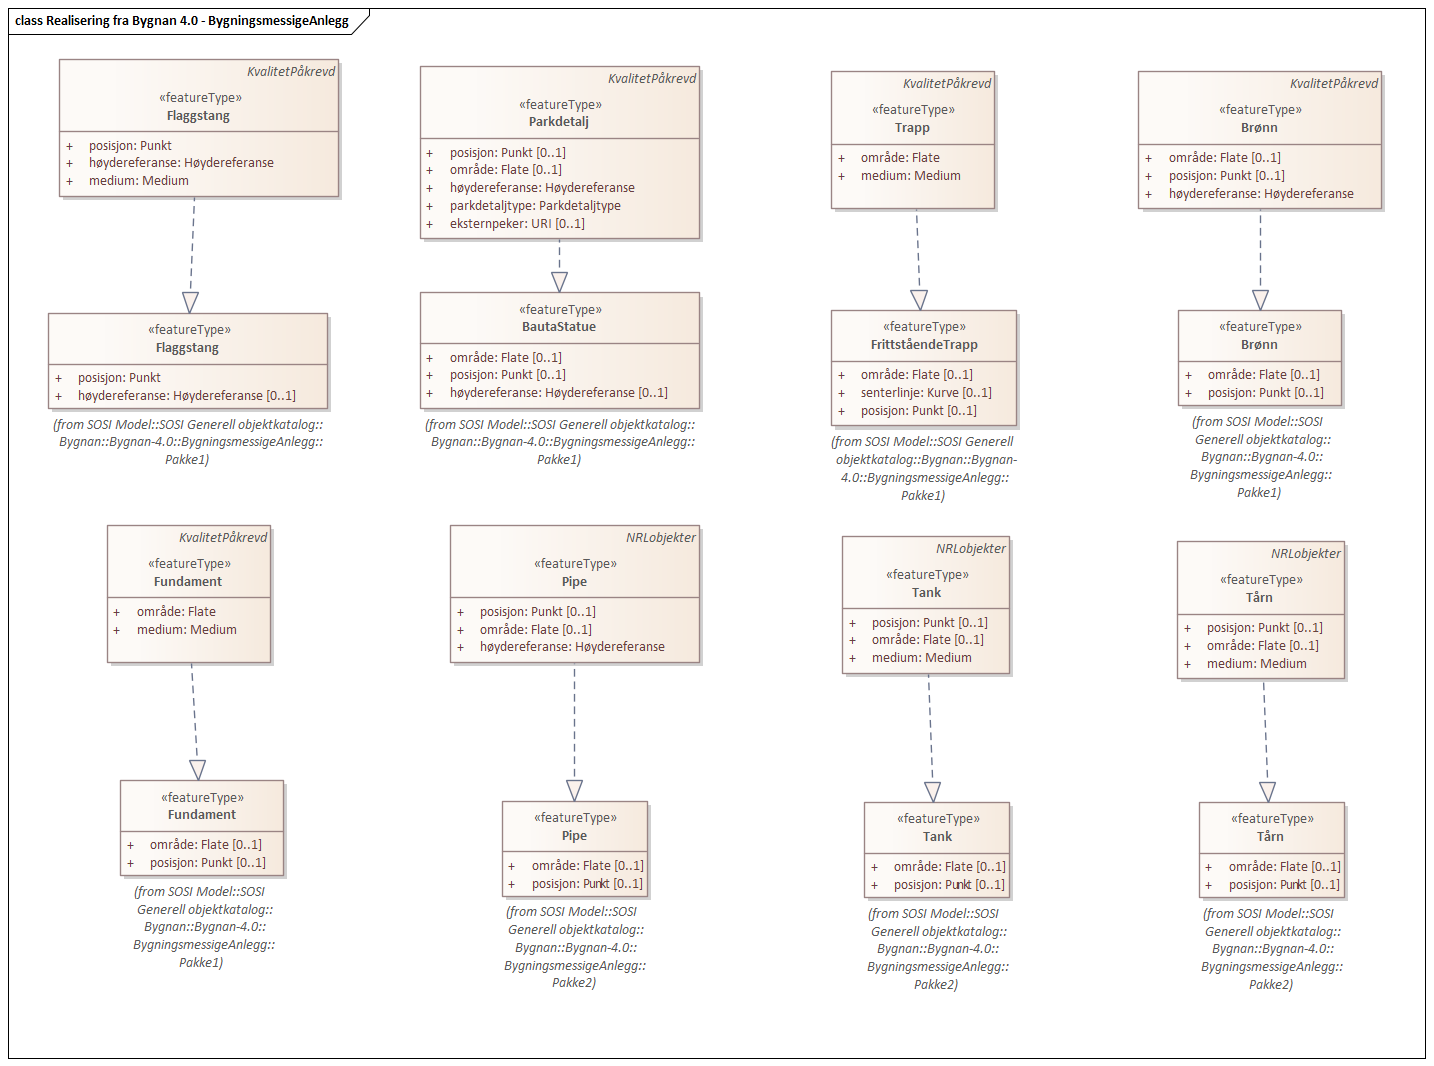 class Realisering fra Bygnan 4.0 - BygningsmessigeAnlegg
KvalitetPåkrevd
«featureType»
Flaggstang
+ posisjon: Punkt
+ høydereferanse: Høydereferanse
+ medium: Medium
KvalitetPåkrevd
«featureType»
Parkdetalj
+ posisjon: Punkt [0..1]
+ område: Flate [0..1]
+ høydereferanse: Høydereferanse
+ parkdetaljtype: Parkdetaljtype
+ eksternpeker: URI [0..1]
KvalitetPåkrevd
«featureType»
Trapp
+ område: Flate
+ medium: Medium
KvalitetPåkrevd
«featureType»
Brønn
+ område: Flate [0..1]
+ posisjon: Punkt [0..1]
+ høydereferanse: Høydereferanse
«featureType»
Flaggstang
+ posisjon: Punkt
+ høydereferanse: Høydereferanse [0..1]
(from SOSI Model::SOSI Generell objektkatalog::
Bygnan::Bygnan-4.0::BygningsmessigeAnlegg::
Pakke1)
«featureType»
BautaStatue
+ område: Flate [0..1]
+ posisjon: Punkt [0..1]
+ høydereferanse: Høydereferanse [0..1]
(from SOSI Model::SOSI Generell objektkatalog::
Bygnan::Bygnan-4.0::BygningsmessigeAnlegg::
Pakke1)
«featureType»
FrittståendeTrapp
+ område: Flate [0..1]
+ senterlinje: Kurve [0..1]
+ posisjon: Punkt [0..1]
(from SOSI Model::SOSI Generell
objektkatalog::Bygnan::Bygnan-
4.0::BygningsmessigeAnlegg::
Pakke1)
«featureType»
Brønn
+ område: Flate [0..1]
+ posisjon: Punkt [0..1]
(from SOSI Model::SOSI
Generell objektkatalog::
Bygnan::Bygnan-4.0::
BygningsmessigeAnlegg::
Pakke1)
KvalitetPåkrevd
«featureType»
Fundament
+ område: Flate
+ medium: Medium
NRLobjekter
«featureType»
Pipe
+ posisjon: Punkt [0..1]
+ område: Flate [0..1]
+ høydereferanse: Høydereferanse
NRLobjekter
«featureType»
Tank
+ posisjon: Punkt [0..1]
+ område: Flate [0..1]
+ medium: Medium
NRLobjekter
«featureType»
Tårn
+ posisjon: Punkt [0..1]
+ område: Flate [0..1]
+ medium: Medium
«featureType»
Fundament
+ område: Flate [0..1]
+ posisjon: Punkt [0..1]
(from SOSI Model::SOSI
Generell objektkatalog::
Bygnan::Bygnan-4.0::
BygningsmessigeAnlegg::
Pakke1)
«featureType»
Pipe
+ område: Flate [0..1]
+ posisjon: Punkt [0..1]
(from SOSI Model::SOSI
Generell objektkatalog::
Bygnan::Bygnan-4.0::
BygningsmessigeAnlegg::
Pakke2)
«featureType»
Tank
+ område: Flate [0..1]
+ posisjon: Punkt [0..1]
(from SOSI Model::SOSI
Generell objektkatalog::
Bygnan::Bygnan-4.0::
BygningsmessigeAnlegg::
Pakke2)
«featureType»
Tårn
+ område: Flate [0..1]
+ posisjon: Punkt [0..1]
(from SOSI Model::SOSI
Generell objektkatalog::
Bygnan::Bygnan-4.0::
BygningsmessigeAnlegg::
Pakke2)